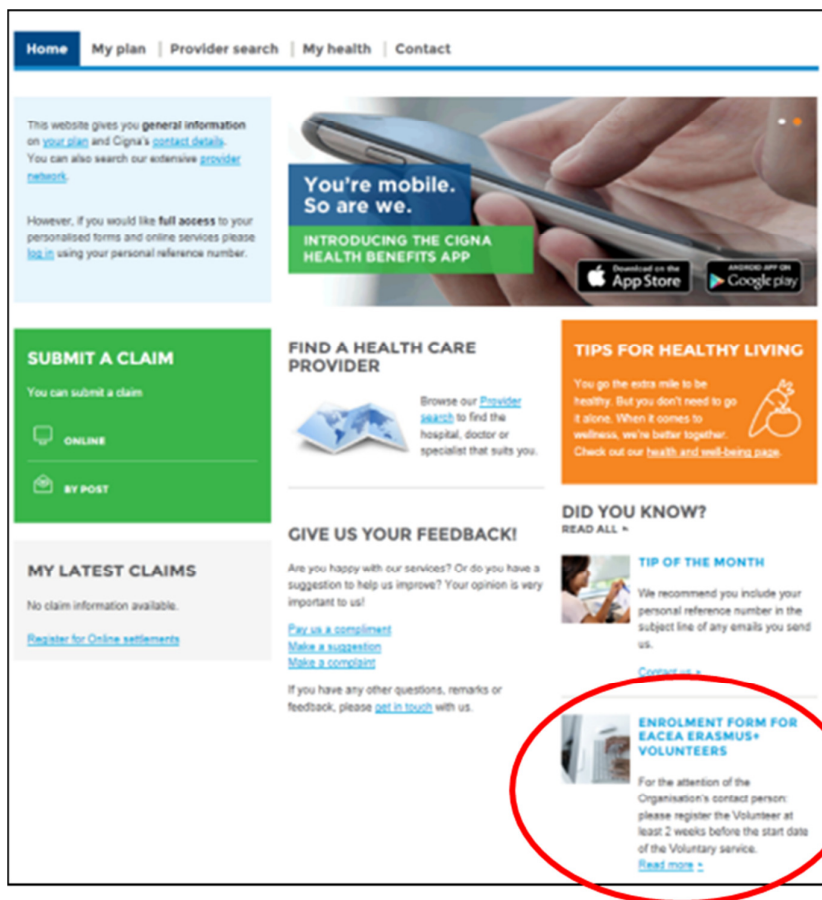 Home | My plan | Provider search | My health | Contact
This website gives you general information
on your plan and Cigna's contact details.
You can also search our extensive provider
network.
However, if you would like full access to your
personalised forms and online services please
log in using your personal reference number.
You're mobile.
So are we.
INTRODUCING THE CIGNA
HEALTH BENEFITS APP
Download on the
App Store
ANDROID APP ON
Google play
SUBMIT A CLAIM
You can submit a claim
ONLINE
BY POST
MY LATEST CLAIMS
No claim information available.
Register for Online settlements
FIND A HEALTH CARE
PROVIDER
Browse our Provider
search to find the
hospital, doctor or
specialist that suits you.
GIVE US YOUR FEEDBACK!
Are you happy with our services? Or do you have a
suggestion to help us improve? Your opinion is very
important to us!
Pay us a compliment
Make a suggestion
Make a complaint
If you have any other questions, remarks or
feedback, please get in touch with us.
TIPS FOR HEALTHY LIVING
You go the extra mile to be
healthy. But you don't need to go
it alone. When it comes to
wellness, we're better together.
Check out our health and well-being page.
DID YOU KNOW?
READ ALL
TIP OF THE MONTH
We recommend you include your
personal reference number in the
subject line of any emails you send
us.
Contact us
ENROLMENT FORM FOR
EACEA ERASMUS+
VOLUNTEERS
For the attention of the
Organisation's contact person:
please register the Volunteer at
least 2 weeks before the start date
of the Voluntary service.
Read more